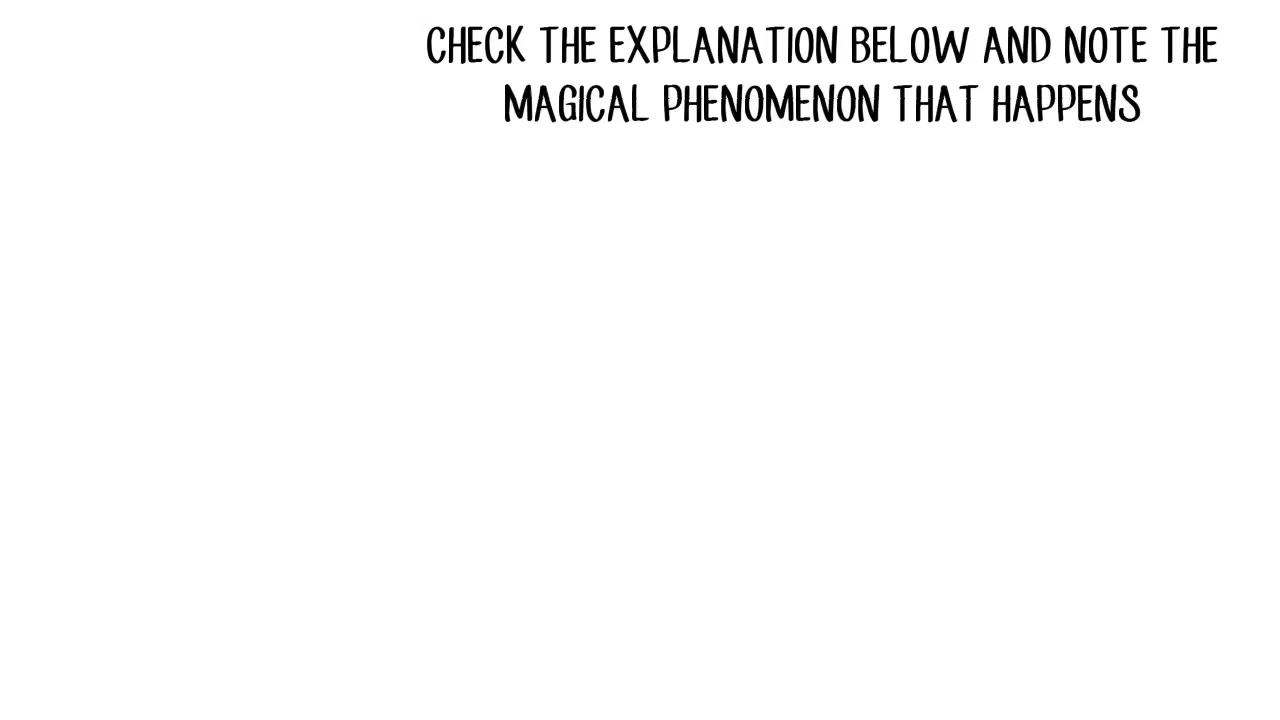 CHECK THE EXPLANATION BELOW AND NOTE THE
MAGICAL PHENOMENON THAT HAPPENS